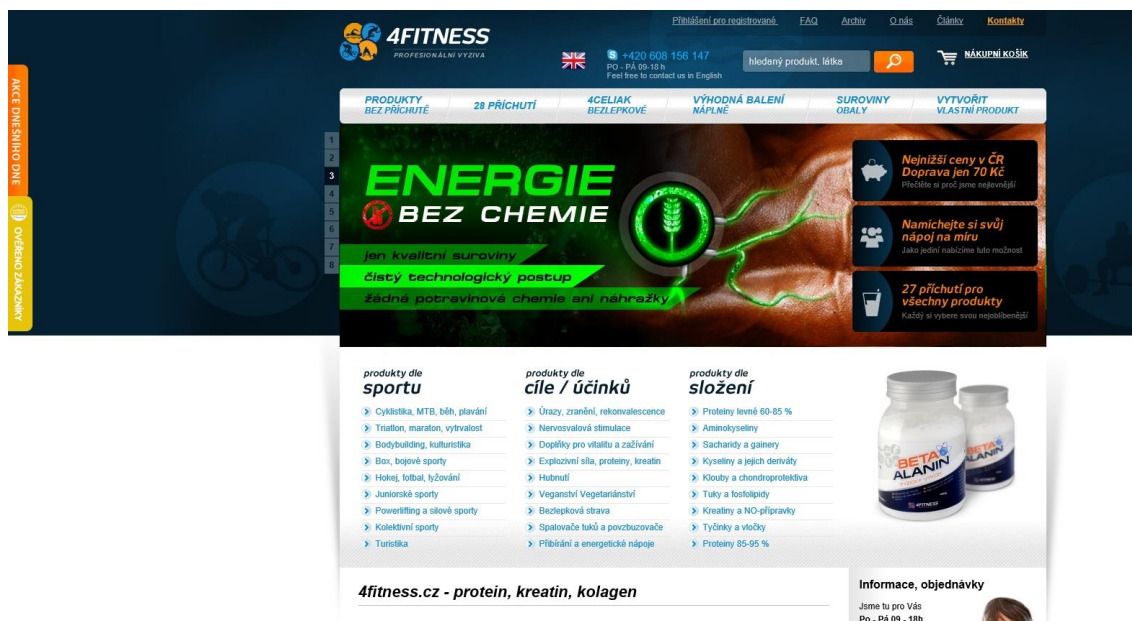 Přihlášení pro registrované FAQ Archiv O nás Články Kontakty
4FITNESS
PROFESIONÁLNÍ VÝŽIVA
+420 608 156 147
PO - PÁ 09-18 h
Feel free to contact us in English
hledaný produkt, látka
NÁKUPNÍ KOŠÍK
AKCE DNEŠNÍHO DNE
OVĚŘENO ZÁKAZNÍKY
PRODUKTY
BEZ PŘÍCHUTĚ
28 PŘÍCHUTÍ
4CELIAK
BEZLEPKOVÉ
VÝHODNÁ BALENÍ
NÁPLNĚ
SUROVINY
OBALY
VYTVOŘIT
VLASTNÍ PRODUKT
1
2
3
4
5
6
7
8
ENERGIE
BEZ CHEMIE
jen kvalitní suroviny
čistý technologický postup
žádná potravinová chemie ani náhražky
Nejnižší ceny v ČR
Doprava jen 70 Kč
Přečtěte si proč jsme nejlevnější
Namíchejte si svůj
nápoj na míru
Jako jediní nabízíme tuto možnost
27 příchutí pro
všechny produkty
Každý si vybere svou nejoblíbenější
produkty dle
sportu
Cyklistika, MTB, běh, plavání
Triatlon, maraton, vytrvalost
Bodybuilding, kulturistika
Box, bojové sporty
Hokej, fotbal, lyžování
Juniorské sporty
Powerlifting a silové sporty
Kolektivní sporty
Turistika
produkty dle
cíle / účinků
Úrazy, zranění, rekonvalescence
Nervosvalová stimulace
Doplňky pro vitalitu a zažívání
Explozivní síla, proteiny, kreatin
Hubnutí
Veganství Vegetariánství
Bezlepková strava
Spalovače tuků a povzbuzovače
Přibírání a energetické nápoje
produkty dle
složení
Proteiny levné 60-85 %
Aminokyseliny
Sacharidy a gainery
Kyseliny a jejich deriváty
Klouby a chondroprotektiva
Tuky a fosfolipidy
Kreatiny a NO-přípravky
Tyčinky a vločky
Proteiny 85-95 %
BETA
ALANIN
4FITNESS
BETA
ALANIN
4fitness.cz - protein, kreatin, kolagen
Informace, objednávky
Jsme tu pro Vás
Po - Pá 09 - 18h